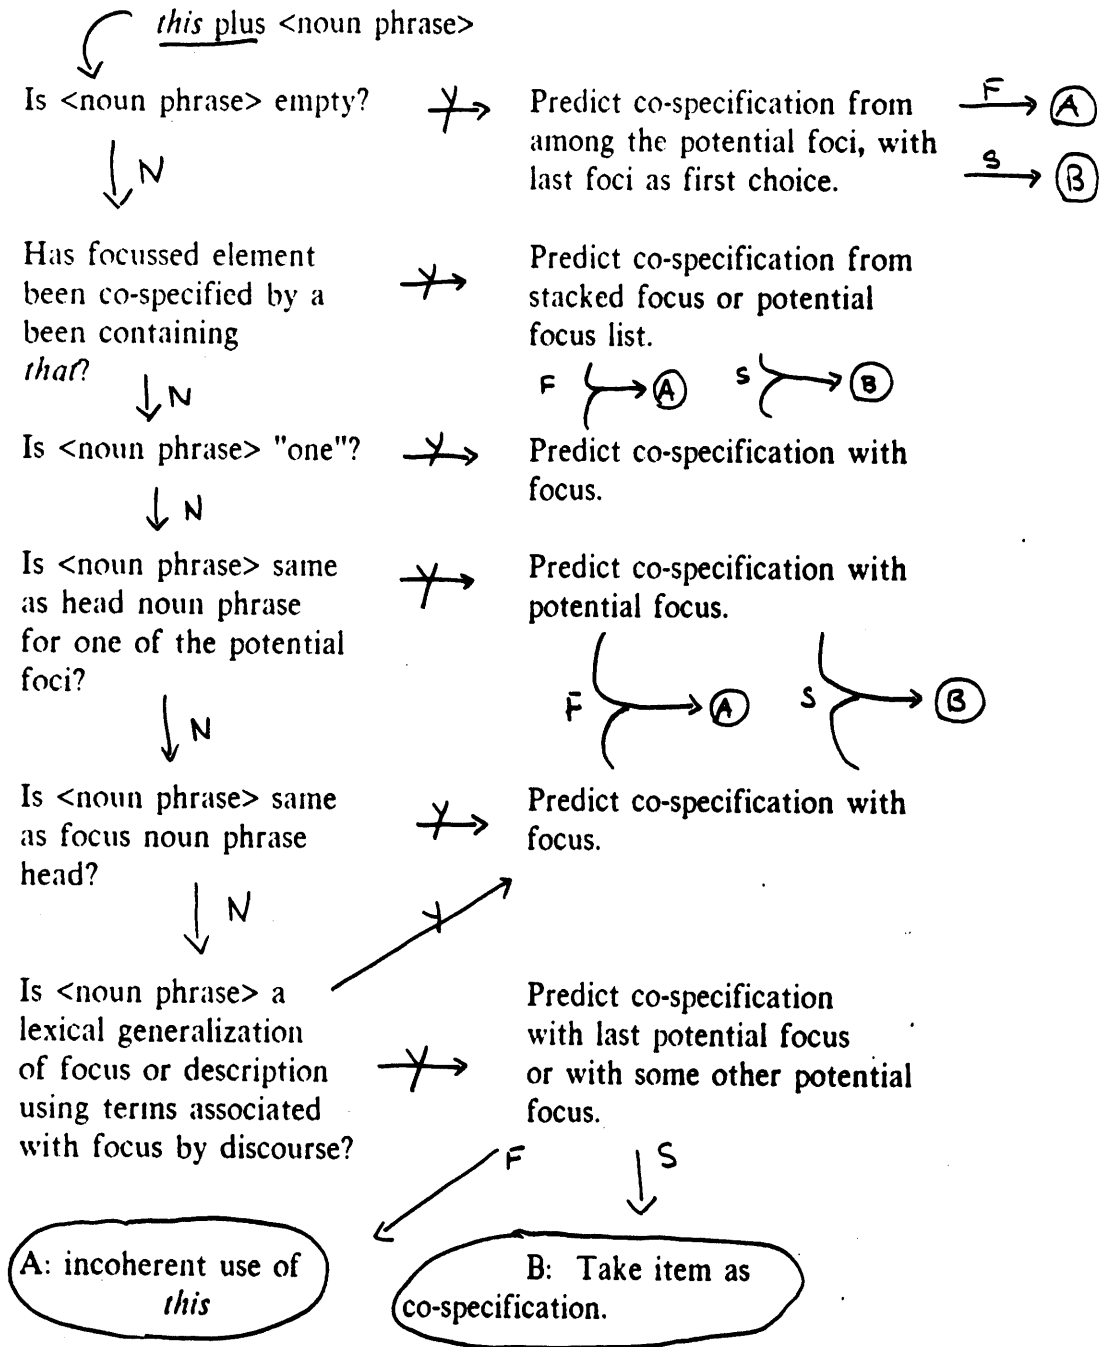 this plus <noun phrase>
Is <noun phrase> empty?
Y
Predict co-specification from
among the potential foci, with
last foci as first choice.
F
A
S
B
N
Has focussed element
been co-specified by a
been containing
that?
Y
Predict co-specification from
stacked focus or potential
focus list.
F
A
S
B
N
Is <noun phrase> "one"?
Y
Predict co-specification with
focus.
N
Is <noun phrase> same
as head noun phrase
for one of the potential
foci?
Y
Predict co-specification with
potential focus.
F
A
S
B
N
Is <noun phrase> same
as focus noun phrase
head?
Y
Predict co-specification with
focus.
N
Y
Is <noun phrase> a
lexical generalization
of focus or description
using terms associated
with focus by discourse?
Y
Predict co-specification
with last potential focus
or with some other potential
focus.
F
S
A: incoherent use of
this
B: Take item as
co-specification.